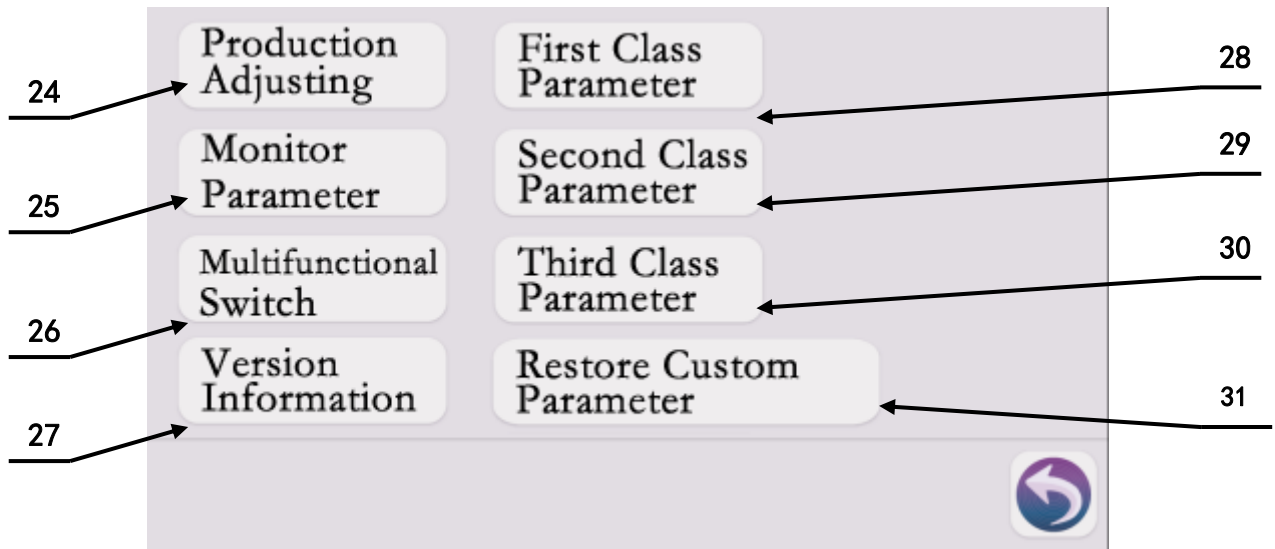 24
Production
Adjusting
25
Monitor
Parameter
26
Multifunctional
Switch
27
Version
Information
First Class
Parameter
28
Second Class
Parameter
29
Third Class
Parameter
30
Restore Custom
Parameter
31